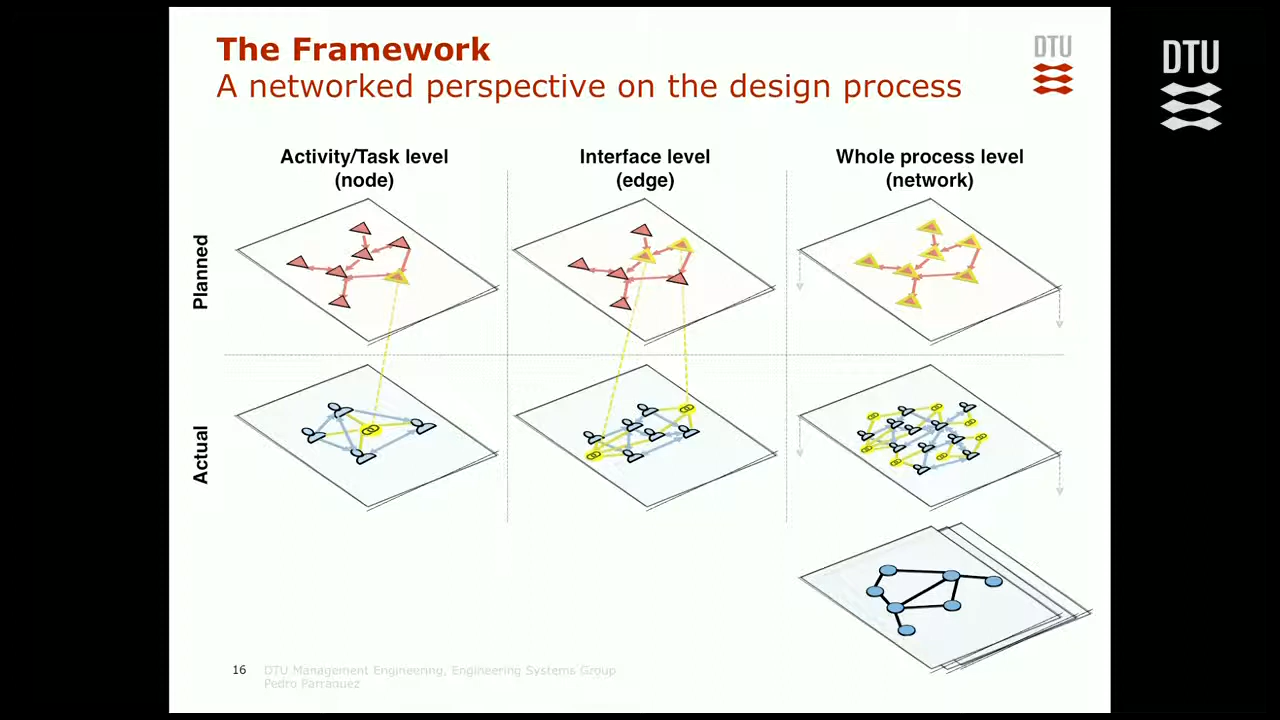 The Framework
A networked perspective on the design process
DTU
DTU
Activity/Task level
(node)
Interface level
(edge)
Whole process level
(network)
Planned
Actual
16
DTU Management Engineering, Engineering Systems Group
Pedro Parraguez